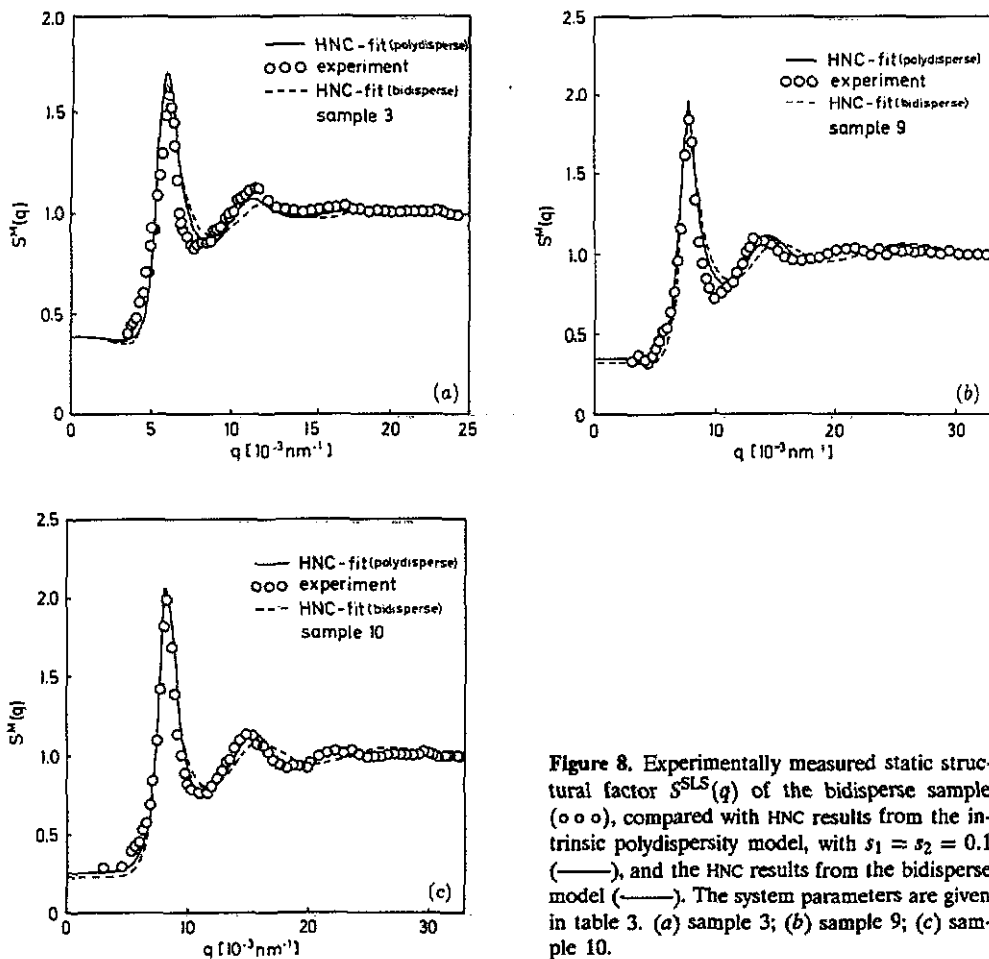 2.0
1.5
1.0
0.5
0
S^M(q)
HNC-fit (polydisperse)
experiment
HNC-fit (bidisperse)
sample 3
(a)
0 5 10 15 20 25
q [10^-3 nm^-1]
2.5
2.0
1.5
1.0
0.5
0
S^M(q)
HNC-fit (polydisperse)
experiment
HNC-fit (bidisperse)
sample 9
(b)
0 10 20 30
q [10^-3 nm^-1]
2.5
2.0
1.5
1.0
0.5
0
S^M(q)
HNC-fit (polydisperse)
experiment
HNC-fit (bidisperse)
sample 10
(c)
0 10 20 30
q [10^-3 nm^-1]
Figure 8. Experimentally measured static struc-
tural factor S^SLS(q) of the bidisperse sample
(o o o), compared with HNC results from the in-
trinsic polydispersity model, with s₁ = s₂ = 0.1
(——), and the HNC results from the bidisperse
model (-——). The system parameters are given
in table 3. (a) sample 3; (b) sample 9; (c) sam-
ple 10.